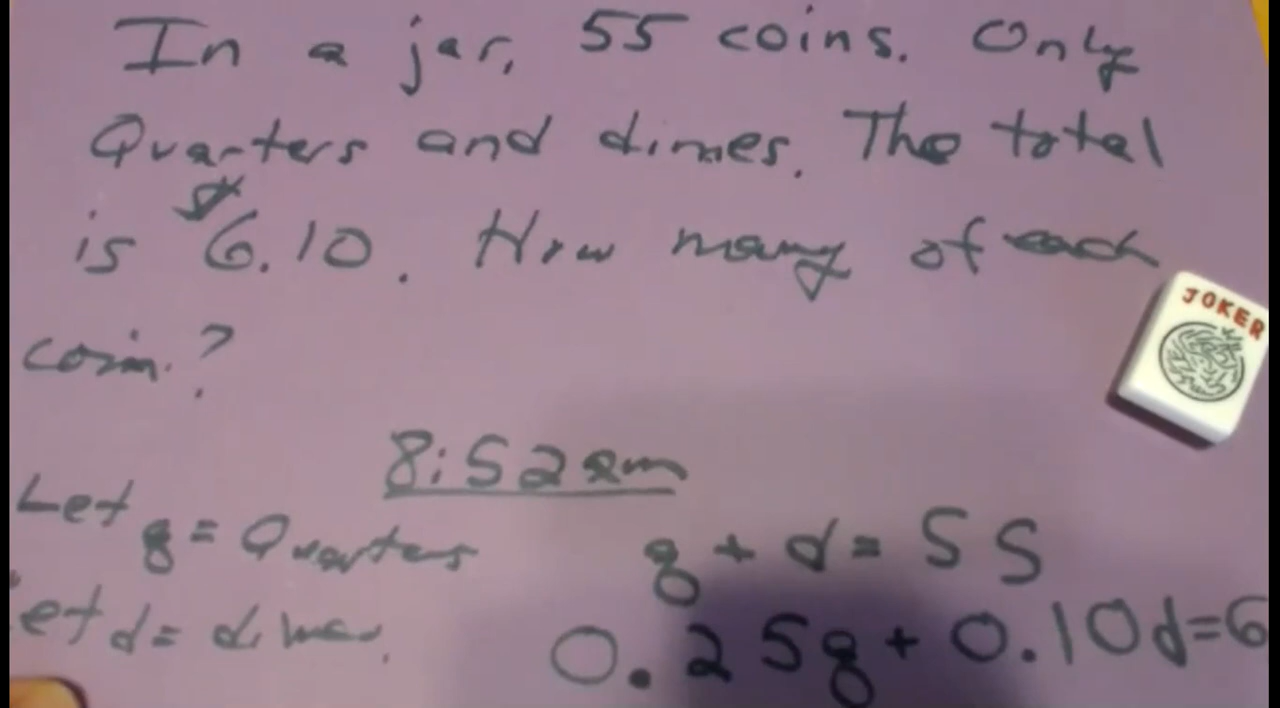 In a jar, 55 coins. Only
Quarters and dimes. The total
is $6.10. How many of each
coin?
JOKER
8:52am
Let q = Quarters
q + d = 55
et d = dimes.
0.25q + 0.10d=6